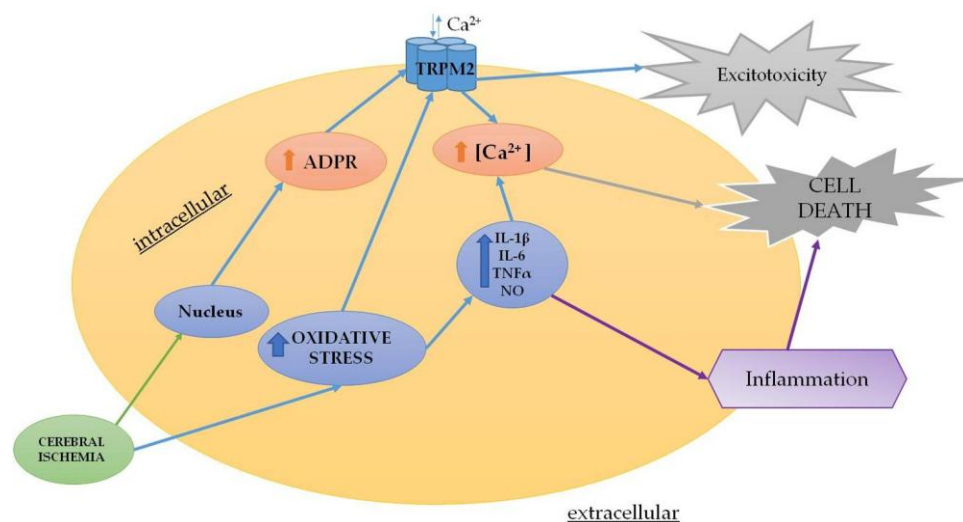 Ca²⁺
TRPM2
Excitotoxicity
ADPR
[Ca²⁺]
CELL
DEATH
intracellular
IL-1β
IL-6
TNFα
NO
Nucleus
OXIDATIVE
STRESS
Inflammation
CEREBRAL
ISCHEMIA
extracellular